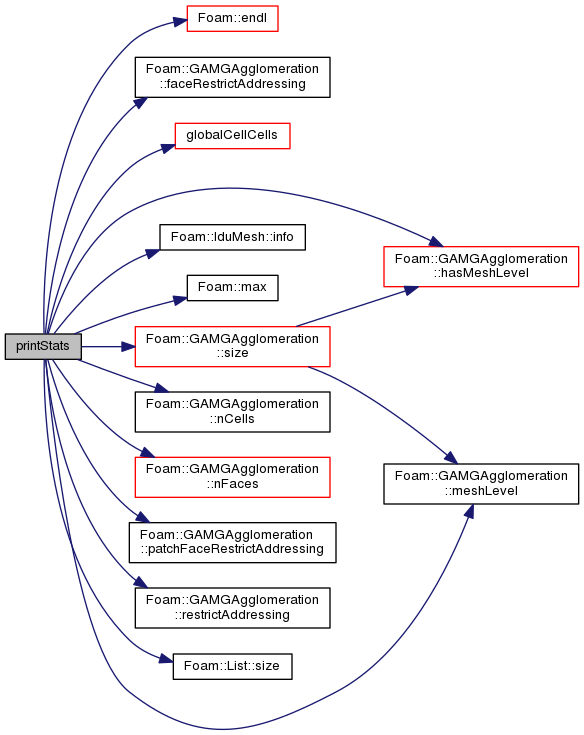 Foam::endl
Foam::GAMGAgglomeration
::faceRestrictAddressing
globalCellCells
Foam::lduMesh::info
Foam::GAMGAgglomeration
::hasMeshLevel
Foam::max
printStats
Foam::GAMGAgglomeration
::size
Foam::GAMGAgglomeration
::nCells
Foam::GAMGAgglomeration
::nFaces
Foam::GAMGAgglomeration
::meshLevel
Foam::GAMGAgglomeration
::patchFaceRestrictAddressing
Foam::GAMGAgglomeration
::restrictAddressing
Foam::List::size